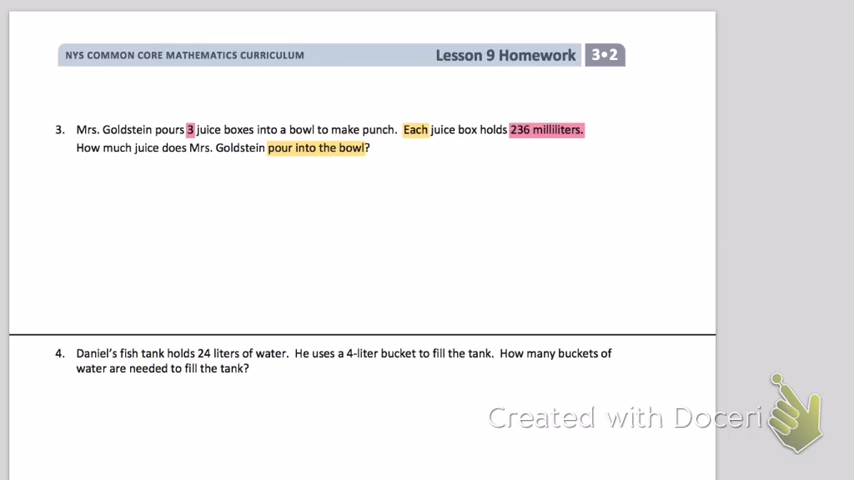 NYS COMMON CORE MATHEMATICS CURRICULUM Lesson 9 Homework 3•2
3. Mrs. Goldstein pours 3 juice boxes into a bowl to make punch. Each juice box holds 236 milliliters.
How much juice does Mrs. Goldstein pour into the bowl?
4. Daniel's fish tank holds 24 liters of water. He uses a 4-liter bucket to fill the tank. How many buckets of
water are needed to fill the tank?
Created with Doceri